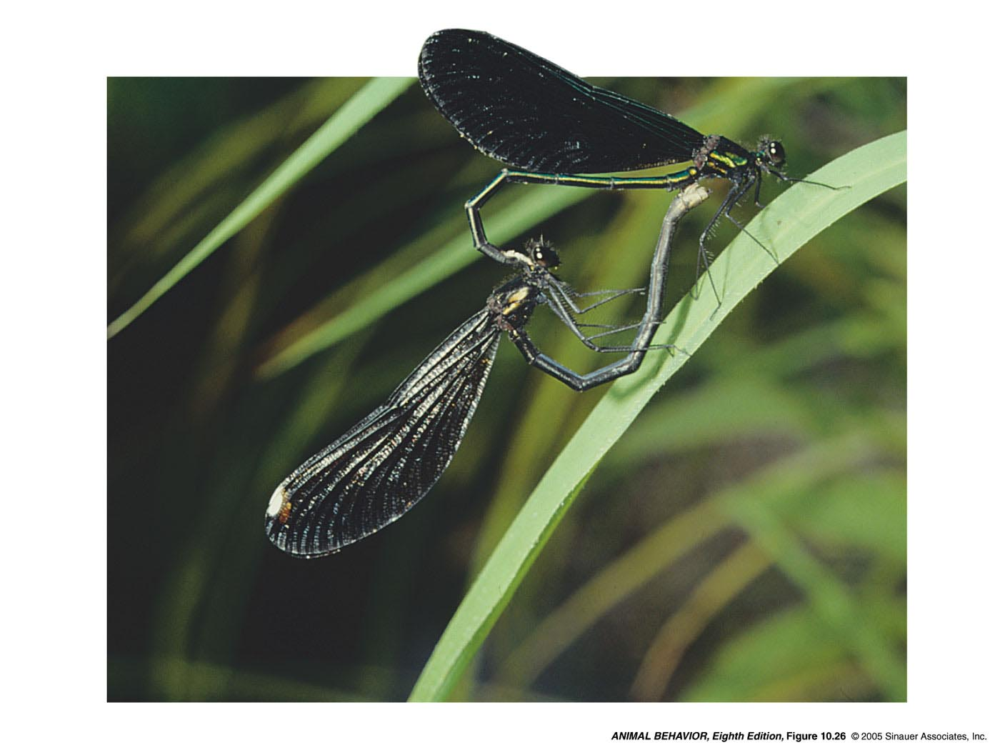 ANIMAL BEHAVIOR, Eighth Edition, Figure 10.26 © 2005 Sinauer Associates, Inc.